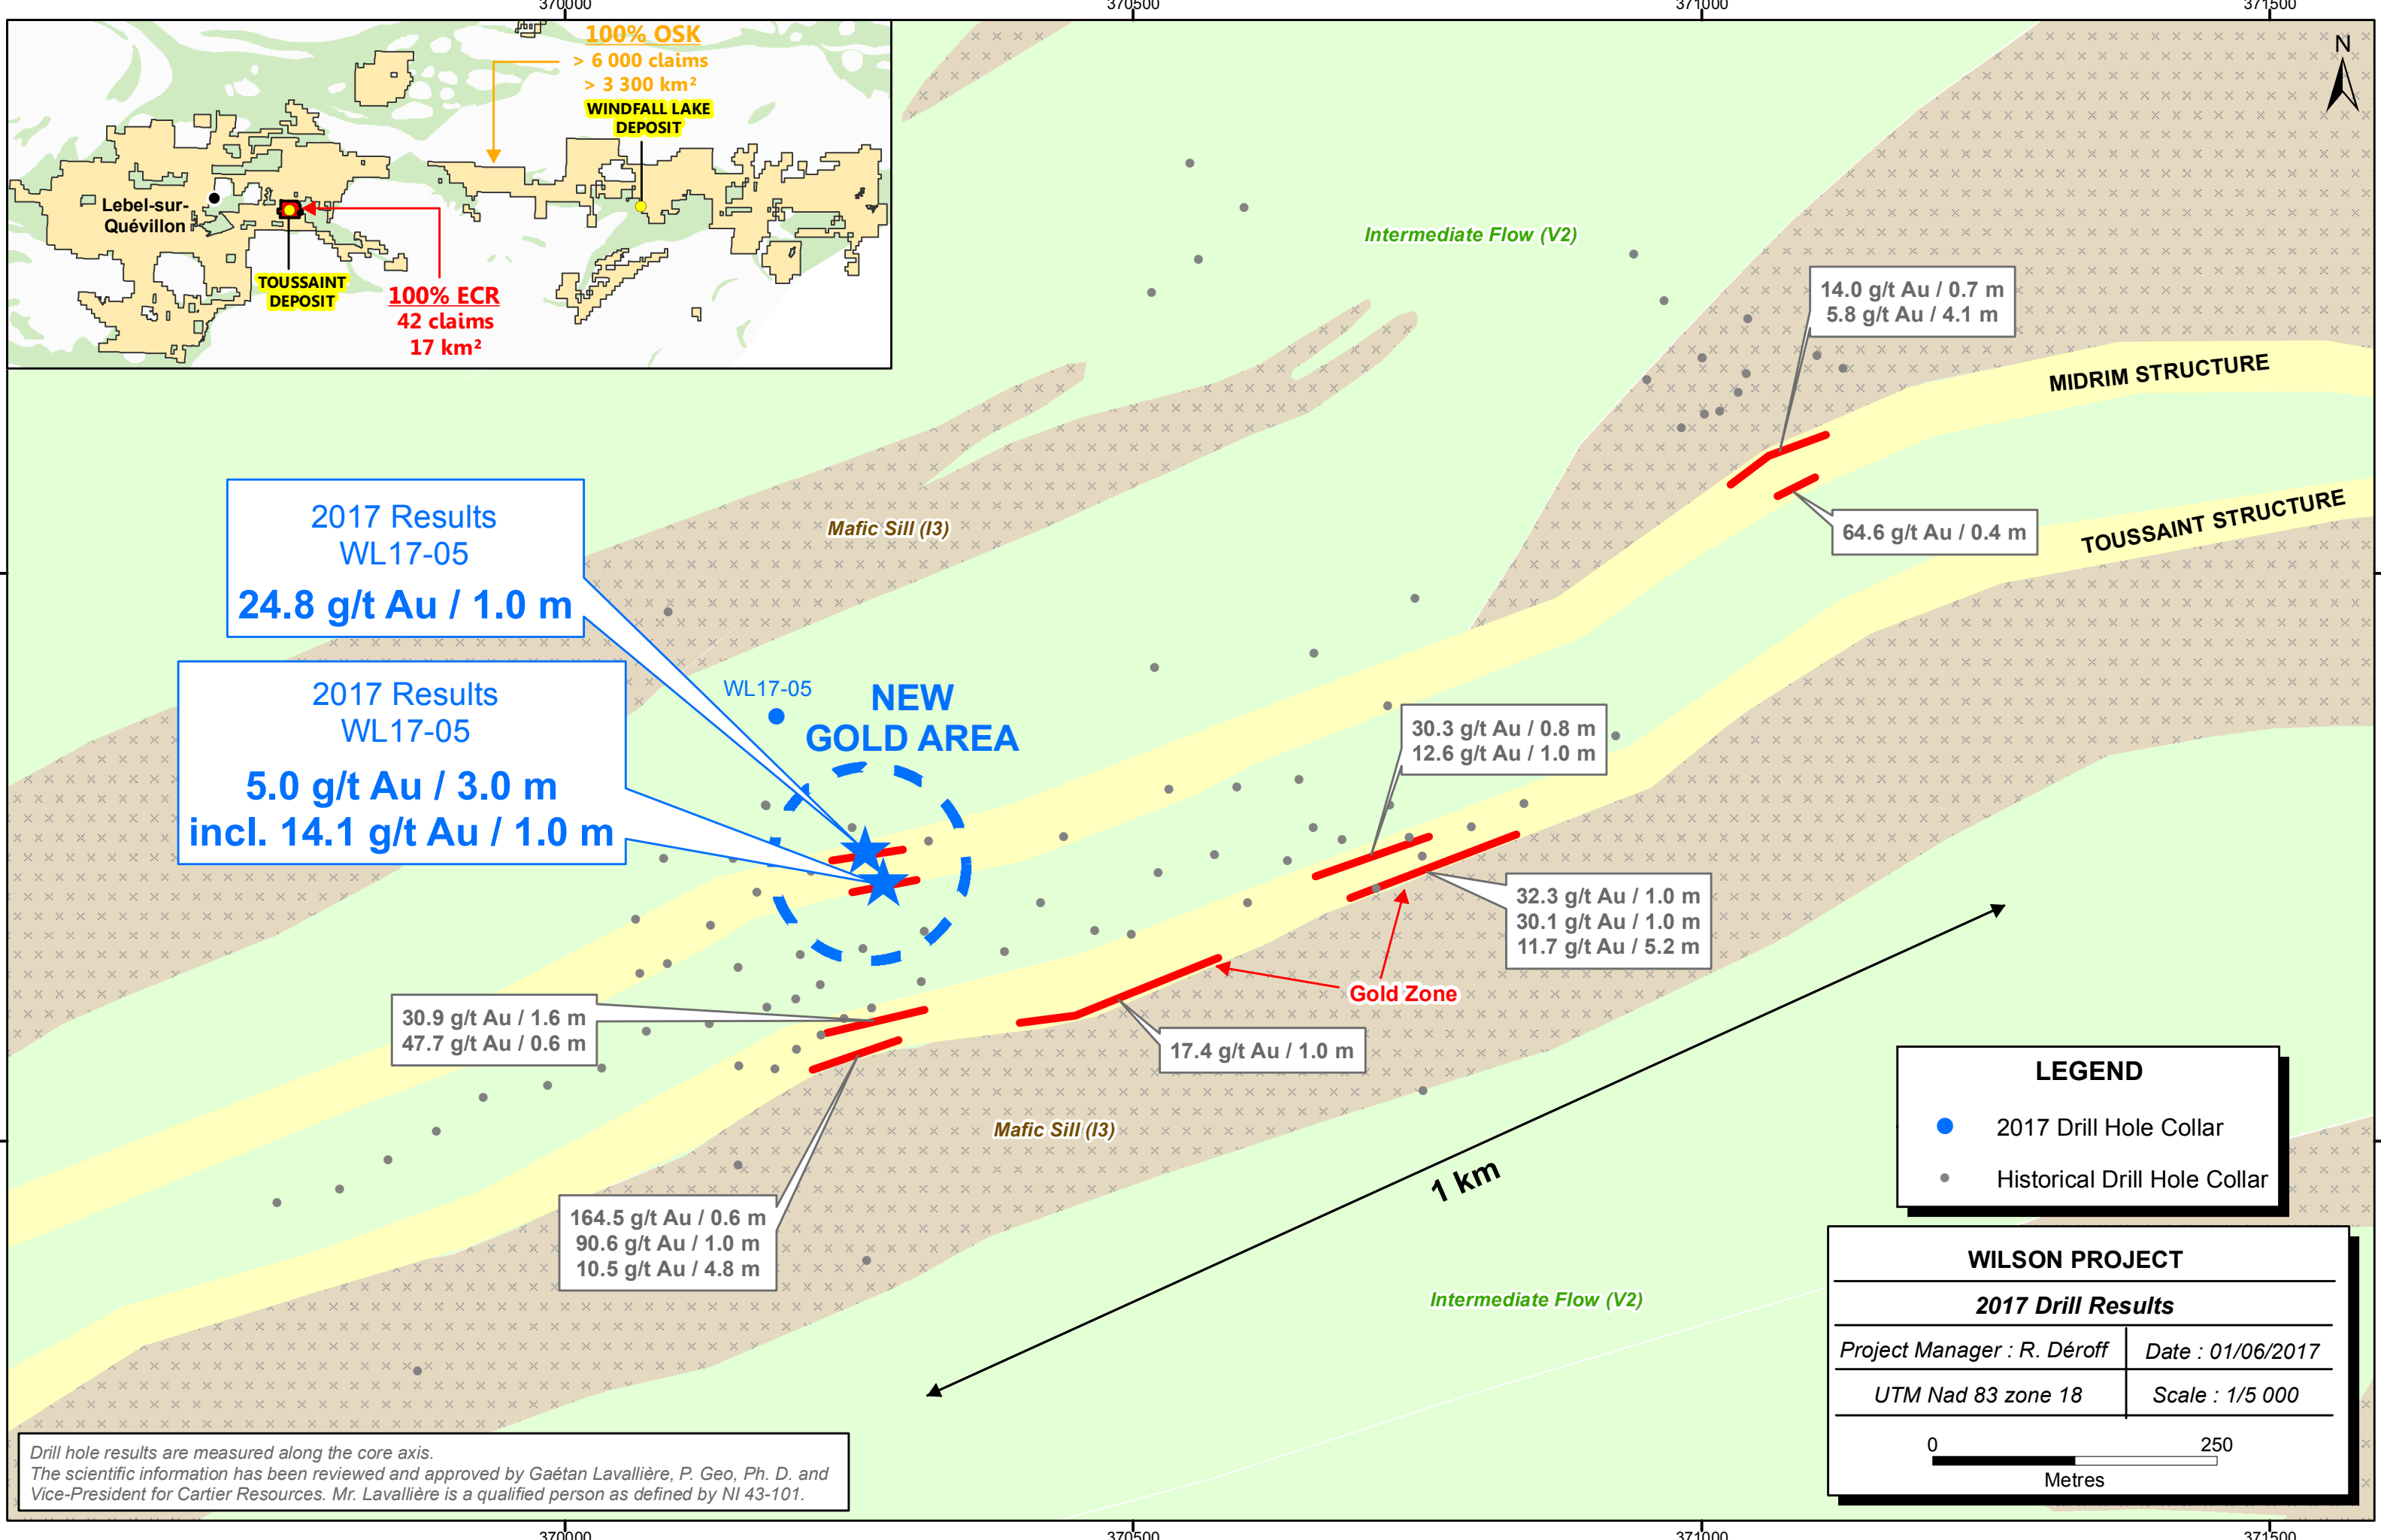 370000
370500
371000
371500
100% OSK
> 6 000 claims
> 3 300 km²
WINDFALL LAKE
DEPOSIT
Lebel-sur-
Quévillon
TOUSSAINT
DEPOSIT
100% ECR
42 claims
17 km²
N
Intermediate Flow (V2)
14.0 g/t Au / 0.7 m
5.8 g/t Au / 4.1 m
MIDRIM STRUCTURE
64.6 g/t Au / 0.4 m
TOUSSAINT STRUCTURE
Mafic Sill (I3)
2017 Results
WL17-05
24.8 g/t Au / 1.0 m
2017 Results
WL17-05
5.0 g/t Au / 3.0 m
incl. 14.1 g/t Au / 1.0 m
WL17-05
NEW
GOLD AREA
30.3 g/t Au / 0.8 m
12.6 g/t Au / 1.0 m
32.3 g/t Au / 1.0 m
30.1 g/t Au / 1.0 m
11.7 g/t Au / 5.2 m
Gold Zone
30.9 g/t Au / 1.6 m
47.7 g/t Au / 0.6 m
17.4 g/t Au / 1.0 m
Mafic Sill (I3)
1 km
164.5 g/t Au / 0.6 m
90.6 g/t Au / 1.0 m
10.5 g/t Au / 4.8 m
Intermediate Flow (V2)
LEGEND
2017 Drill Hole Collar
Historical Drill Hole Collar
WILSON PROJECT
2017 Drill Results
Project Manager : R. Déroff
Date : 01/06/2017
UTM Nad 83 zone 18
Scale : 1/5 000
0 250
Metres
Drill hole results are measured along the core axis.
The scientific information has been reviewed and approved by Gaétan Lavallière, P. Geo, Ph. D. and
Vice-President for Cartier Resources. Mr. Lavallière is a qualified person as defined by NI 43-101.
370000
370500
371000
371500